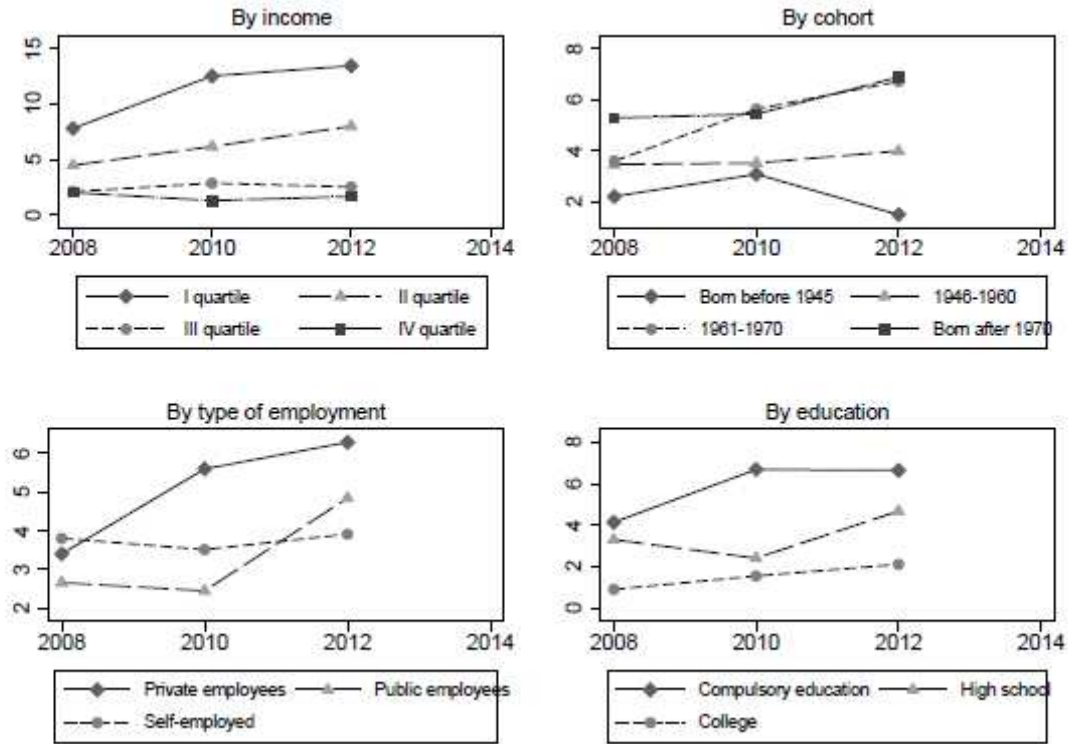 By income
15
10
5
0
2008 2010 2012 2014
I quartile II quartile
III quartile IV quartile
By cohort
8
6
4
2
2008 2010 2012 2014
Born before 1945 1946-1960
1961-1970 Born after 1970
By type of employment
6
5
4
3
2
2008 2010 2012 2014
Private employees Public employees
Self-employed
By education
8
6
4
2
0
2008 2010 2012 2014
Compulsory education High school
College